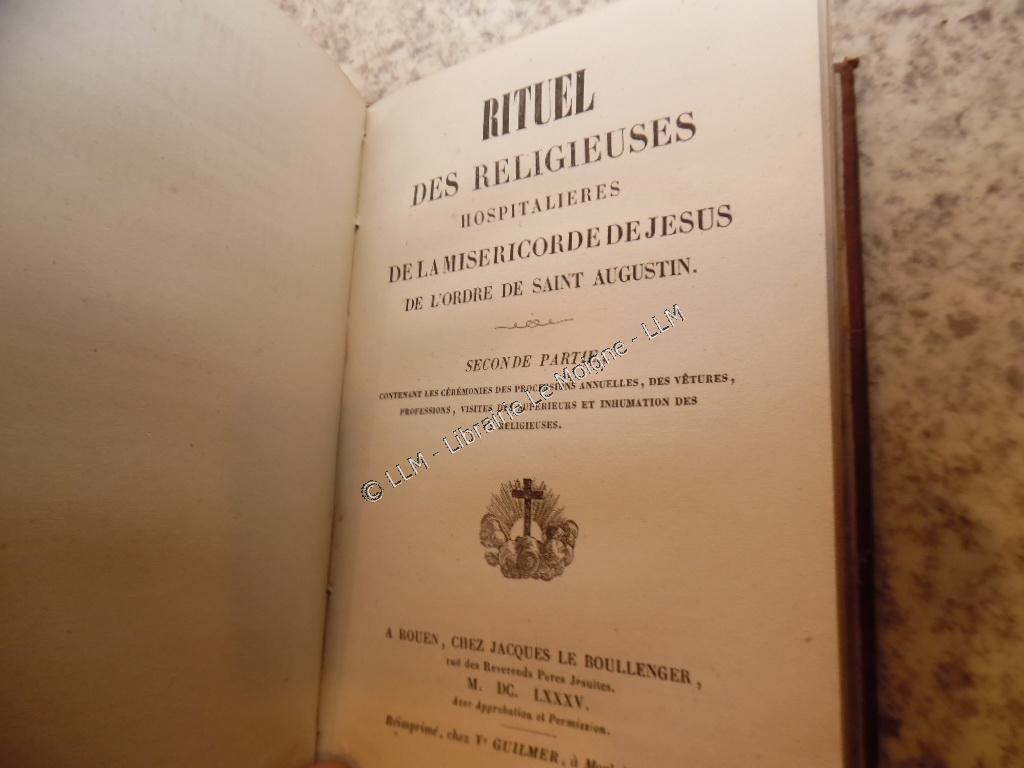 RITUEL
DES RELIGIEUSES
HOSPITALIERES
DE LA MISERICORDE DE JESUS
DE L'ORDRE DE SAINT AUGUSTIN.
SECONDE PARTIE,
CONTENANT LES CÉRÉMONIES DES PROCESSIONS ANNUELLES, DES VÊTURES,
PROFESSIONS, VISITES DES SUPÉRIEURS ET INHUMATION DES
RELIGIEUSES.
© LLM - Librairie Le Moigne - LLM
A ROUEN, CHEZ JACQUES LE BOULLENGER,
rue des Reverends Peres Jesuites.
M. DC. LXXXV.
Avec Approbation et Permission.
Réimprimé, chez Ve GUILMER, à